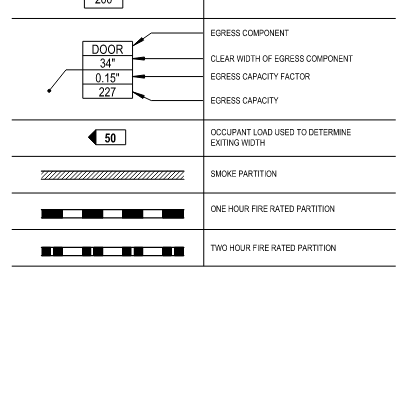 EGRESS COMPONENT
DOOR
34"
CLEAR WIDTH OF EGRESS COMPONENT
0.15"
EGRESS CAPACITY FACTOR
227
EGRESS CAPACITY
50
OCCUPANT LOAD USED TO DETERMINE
EXITING WIDTH
SMOKE PARTITION
ONE HOUR FIRE RATED PARTITION
TWO HOUR FIRE RATED PARTITION